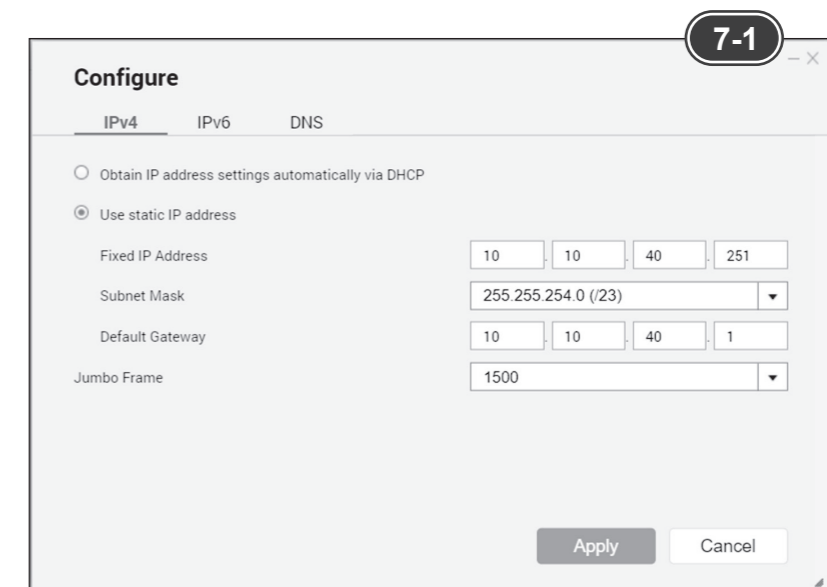 7-1
Configure
IPv4 IPv6 DNS
Obtain IP address settings automatically via DHCP
Use static IP address
Fixed IP Address 10 . 10 . 40 . 251
Subnet Mask 255.255.254.0 (/23)
Default Gateway 10 . 10 . 40 . 1
Jumbo Frame 1500
Apply Cancel